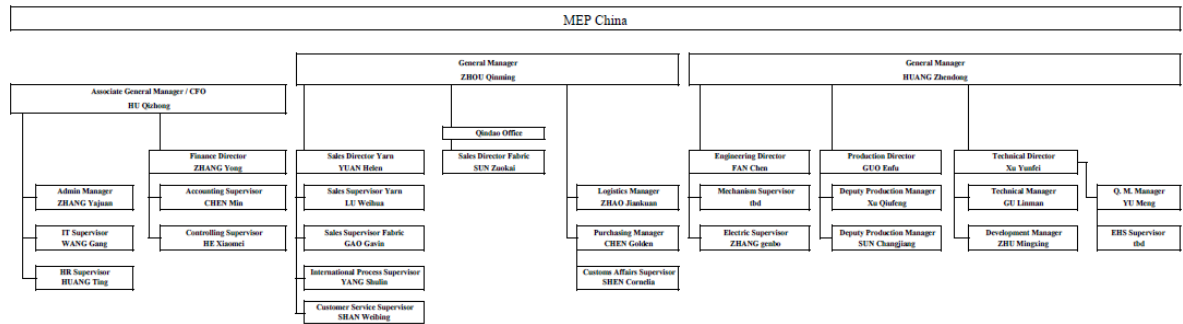 MEP China
General Manager
ZHOU Qinming
General Manager
HUANG Zhendong
Associate General Manager / CFO
HU Qizhong
Qindao Office
Finance Director
ZHANG Yong
Sales Director Yarn
YUAN Helen
Sales Director Fabric
SUN Zuokai
Engineering Director
FAN Chen
Production Director
GUO Enfu
Technical Director
Xu Yunfei
Admin Manager
ZHANG Yajuan
Accounting Supervisor
CHEN Min
Sales Supervisor Yarn
LU Weihua
Logistics Manager
ZHAO Jiankuan
Mechanism Supervisor
tbd
Deputy Production Manager
Xu Qiufeng
Technical Manager
GU Linman
Q. M. Manager
YU Meng
IT Supervisor
WANG Gang
Controlling Supervisor
HE Xiaomei
Sales Supervisor Fabric
GAO Gavin
Purchasing Manager
CHEN Golden
Electric Supervisor
ZHANG genbo
Deputy Production Manager
SUN Changjiang
Development Manager
ZHU Mingxing
EHS Supervisor
tbd
HR Supervisor
HUANG Ting
International Process Supervisor
YANG Shulin
Customs Affairs Supervisor
SHEN Cornelia
Customer Service Supervisor
SHAN Weibing